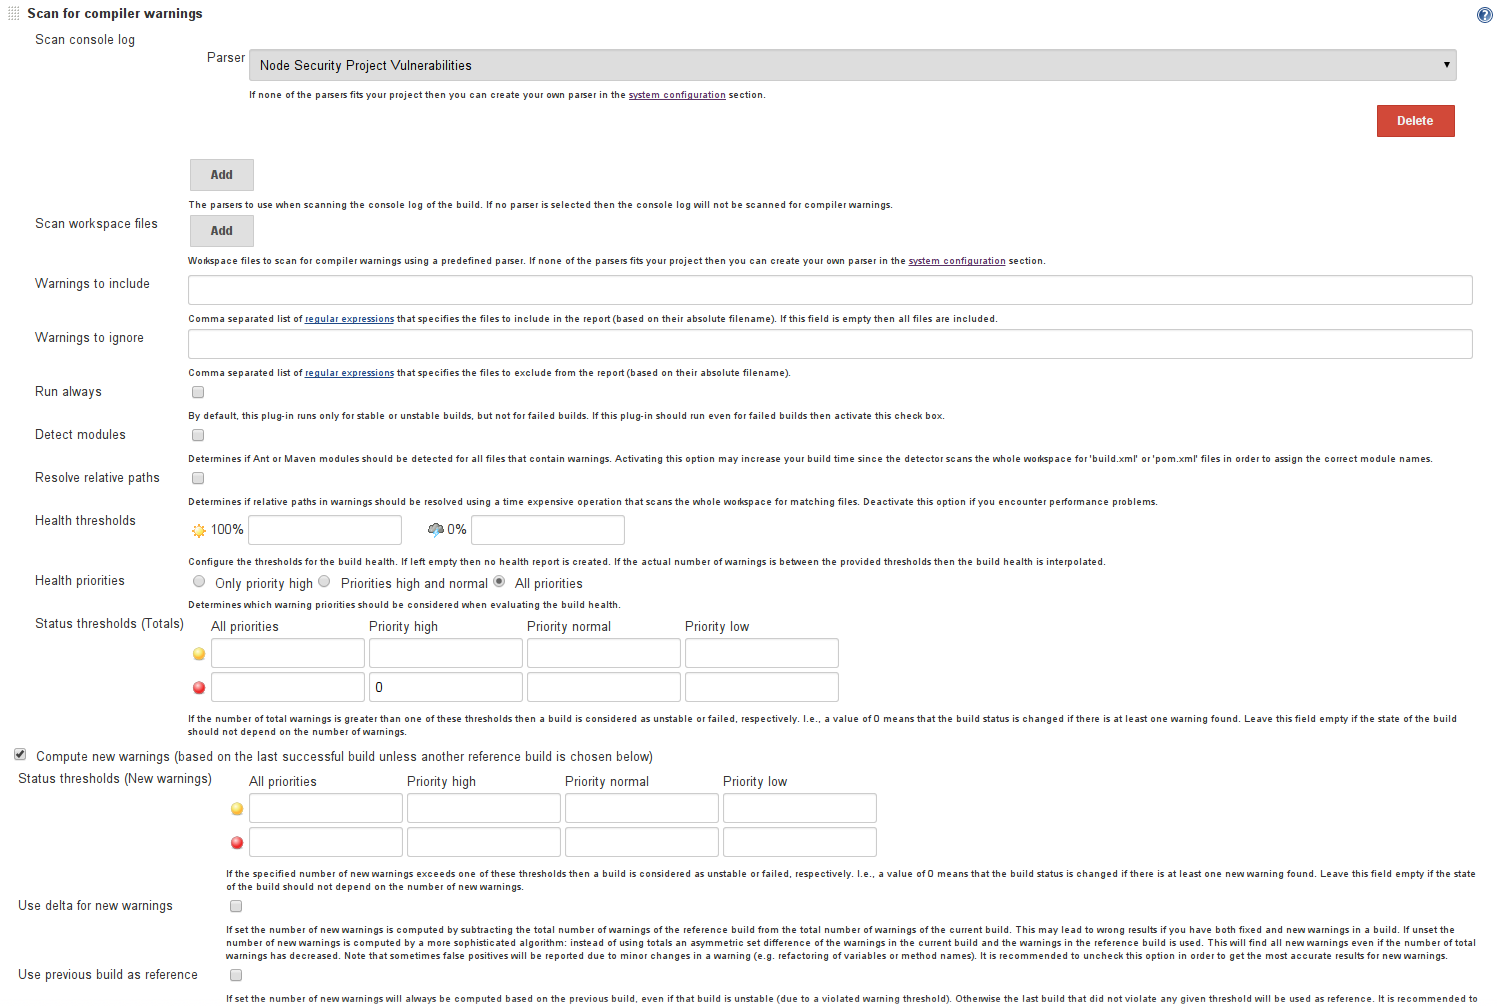 Scan for compiler warnings
Scan console log
Parser
Node Security Project Vulnerabilities
If none of the parsers fits your project then you can create your own parser in the system configuration section.
Delete
Add
The parsers to use when scanning the console log of the build. If no parser is selected then the console log will not be scanned for compiler warnings.
Scan workspace files
Add
Workspace files to scan for compiler warnings using a predefined parser. If none of the parsers fits your project then you can create your own parser in the system configuration section.
Warnings to include
Comma separated list of regular expressions that specifies the files to include in the report (based on their absolute filename). If this field is empty then all files are included.
Warnings to ignore
Comma separated list of regular expressions that specifies the files to exclude from the report (based on their absolute filename).
Run always
By default, this plug-in runs only for stable or unstable builds, but not for failed builds. If this plug-in should run even for failed builds then activate this check box.
Detect modules
Determines if Ant or Maven modules should be detected for all files that contain warnings. Activating this option may increase your build time since the detector scans the whole workspace for 'build.xml' or 'pom.xml' files in order to assign the correct module names.
Resolve relative paths
Determines if relative paths in warnings should be resolved using a time expensive operation that scans the whole workspace for matching files. Deactivate this option if you encounter performance problems.
Health thresholds
100%
0%
Configure the thresholds for the build health. If left empty then no health report is created. If the actual number of warnings is between the provided thresholds then the build health is interpolated.
Health priorities
Only priority high Priorities high and normal All priorities
Determines which warning priorities should be considered when evaluating the build health.
Status thresholds (Totals)
All priorities Priority high Priority normal Priority low
0
If the number of total warnings is greater than one of these thresholds then a build is considered as unstable or failed, respectively. I.e., a value of 0 means that the build status is changed if there is at least one warning found. Leave this field empty if the state of the build
should not depend on the number of warnings.
Compute new warnings (based on the last successful build unless another reference build is chosen below)
Status thresholds (New warnings)
All priorities Priority high Priority normal Priority low
If the specified number of new warnings exceeds one of these thresholds then a build is considered as unstable or failed, respectively. I.e., a value of 0 means that the build status is changed if there is at least one new warning found. Leave this field empty if the state
of the build should not depend on the number of new warnings.
Use delta for new warnings
If set the number of new warnings is computed by subtracting the total number of warnings of the reference build from the total number of warnings of the current build. This may lead to wrong results if you have both fixed and new warnings in a build. If unset the
number of new warnings is computed by a more sophisticated algorithm: instead of using totals an asymmetric set difference of the warnings in the current build and the warnings in the reference build is used. This will find all new warnings even if the number of total
warnings has decreased. Note that sometimes false positives will be reported due to minor changes in a warning (e.g. refactoring of variables or method names). It is recommended to uncheck this option in order to get the most accurate results for new warnings.
Use previous build as reference
If set the number of new warnings will always be computed based on the previous build, even if that build is unstable (due to a violated warning threshold). Otherwise the last build that did not violate any given threshold will be used as reference. It is recommended to